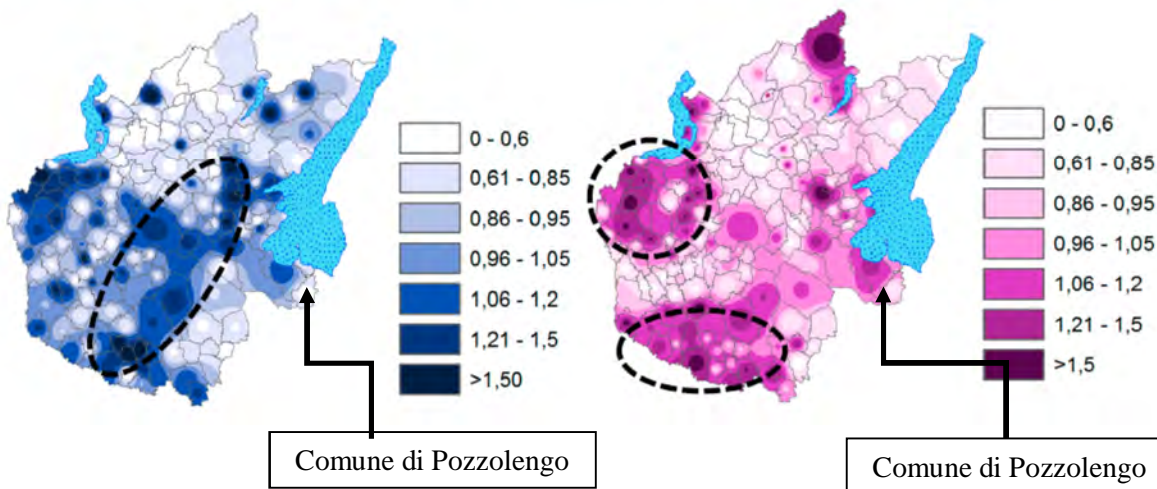 0 - 0,6
0,61 - 0,85
0,86 - 0,95
0,96 - 1,05
1,06 - 1,2
1,21 - 1,5
>1,50
Comune di Pozzolengo
0 - 0,6
0,61 - 0,85
0,86 - 0,95
0,96 - 1,05
1,06 - 1,2
1,21 - 1,5
>1,5
Comune di Pozzolengo